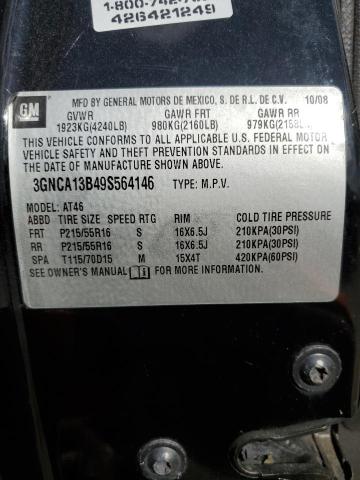 1-800-742-
426421249
GM MFD BY GENERAL MOTORS DE MEXICO, S. DE R.L. DE C.V. 10/08
GVWR GAWR FRT GAWR RR
1923KG(4240LB) 980KG(2160LB) 979KG(2158LB)
THIS VEHICLE CONFORMS TO ALL APPLICABLE U.S. FEDERAL MOTOR
VEHICLE SAFETY AND THEFT PREVENTION STANDARDS IN EFFECT ON
THE DATE OF MANUFACTURE SHOWN ABOVE.
3GNCA13B49S564146 TYPE: M.P.V.
MODEL: AT46
ABBD TIRE SIZE SPEED RTG RIM COLD TIRE PRESSURE
FRT P215/55R16 S 16X6.5J 210KPA(30PSI)
RR P215/55R16 S 16X6.5J 210KPA(30PSI)
SPA T115/70D15 M 15X4T 420KPA(60PSI)
SEE OWNER'S MANUAL FOR MORE INFORMATION